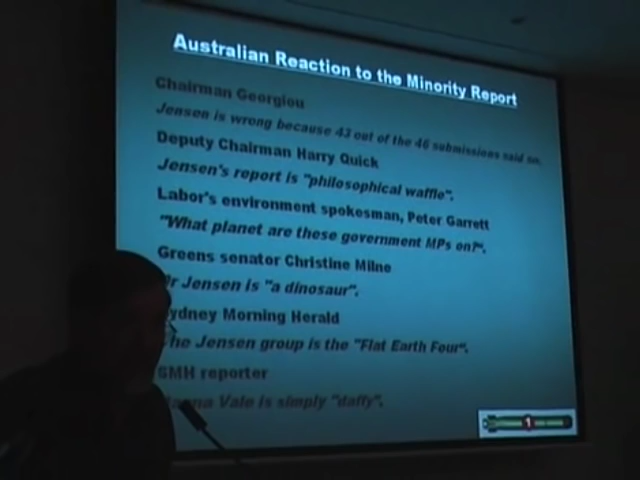 Australian Reaction to the Minority Report
Chairman Georgiou
Jensen is wrong because 43 out of the 46 submissions said so.
Deputy Chairman Harry Quick
Jensen's report is "philosophical waffle".
Labor's environment spokesman, Peter Garrett
"What planet are these government MPs on?".
Greens senator Christine Milne
r Jensen is "a dinosaur".
ydney Morning Herald
he Jensen group is the "Flat Earth Four".
SMH reporter
Vale is simply "daffy".
1